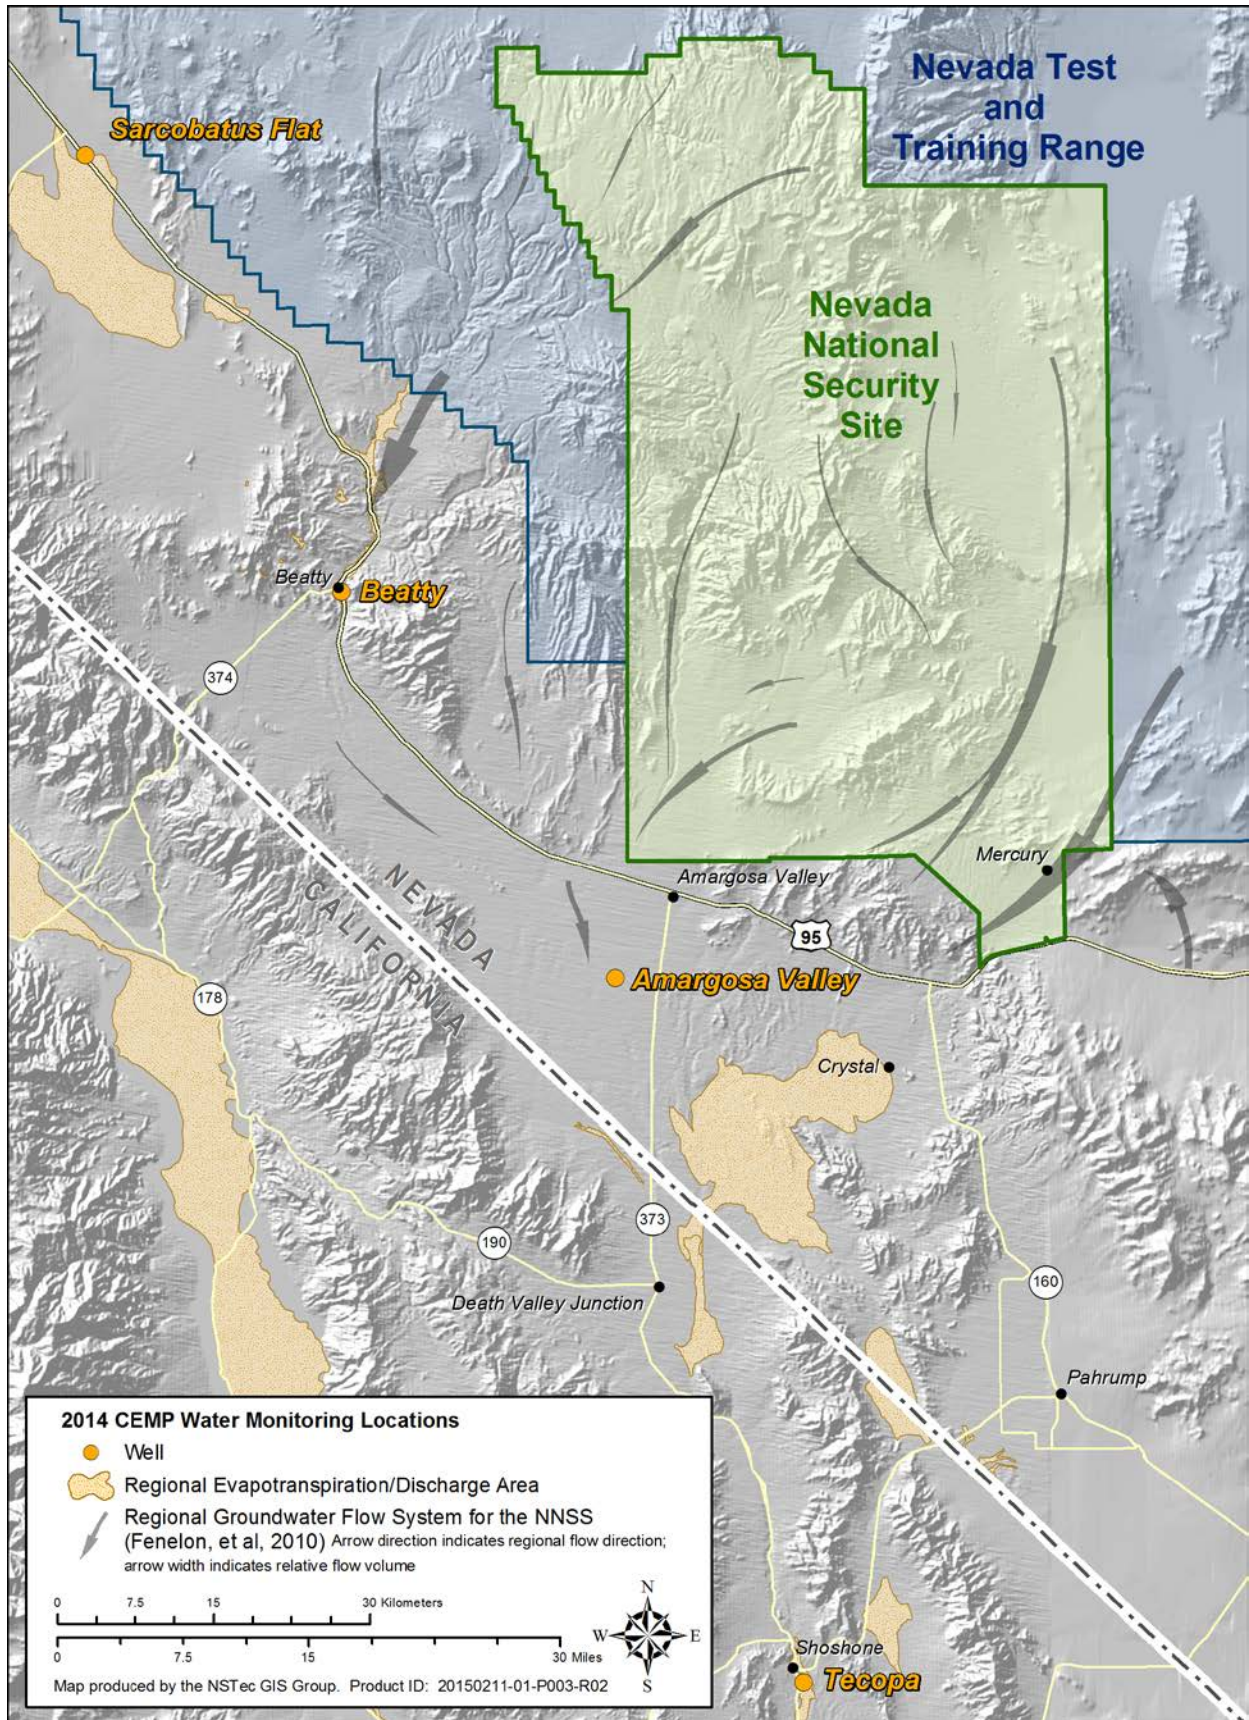 Nevada Test
and
Training Range
Sarcobatus Flat
Nevada
National
Security
Site
Beatty
Beatty
374
Mercury
Amargosa Valley
NEVADA
CALIFORNIA
95
Amargosa Valley
178
Crystal
373
190
160
Death Valley Junction
Pahrump
2014 CEMP Water Monitoring Locations
Well
Regional Evapotranspiration/Discharge Area
Regional Groundwater Flow System for the NNSS
(Fenelon, et al, 2010) Arrow direction indicates regional flow direction;
arrow width indicates relative flow volume
0 7.5 15 30 Kilometers
0 7.5 15 30 Miles
N
W E
S
Map produced by the NSTec GIS Group. Product ID: 20150211-01-P003-R02
Shoshone
Tecopa